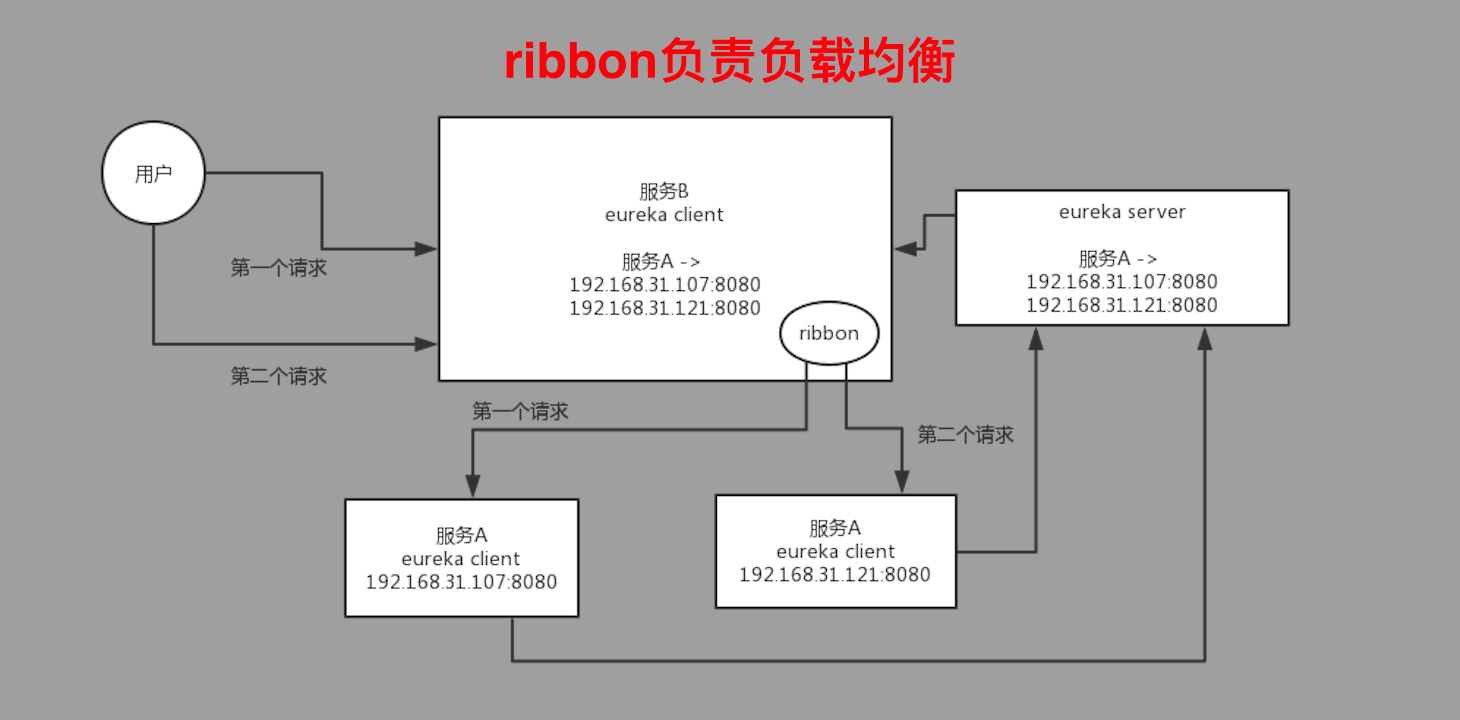 ribbon负责负载均衡
用户
第一个请求
第二个请求
服务B
eureka client
服务A ->
192.168.31.107:8080
192.168.31.121:8080
ribbon
eureka server
服务A ->
192.168.31.107:8080
192.168.31.121:8080
第一个请求
第二个请求
服务A
eureka client
192.168.31.107:8080
服务A
eureka client
192.168.31.121:8080